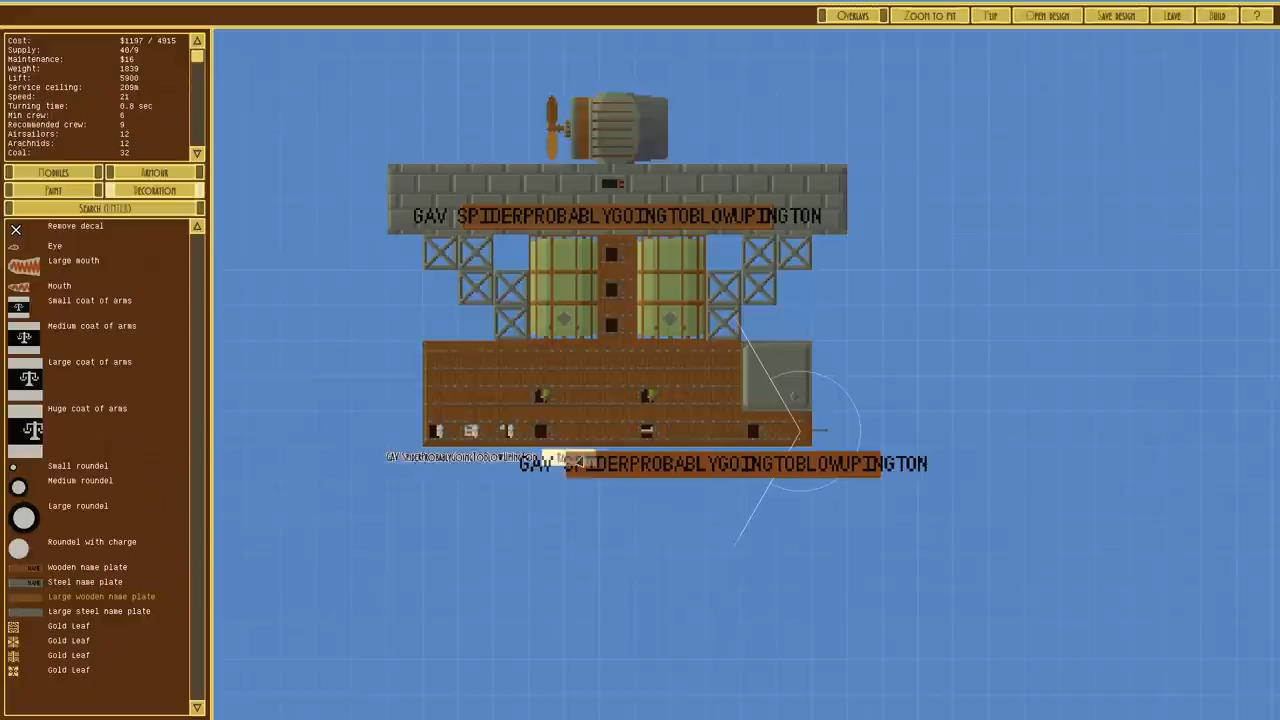 OVERLAYS ZOOM TO FIT FLIP OPEN DESIGN SAVE DESIGN LEAVE BUILD ?
Cost: $1197 / 4915
Supply: 40/9
Maintenance: $16
Weight: 1839
Lift: 5900
Service ceiling: 209m
Speed: 21
Turning time: 0.8 sec
Min crew: 6
Recommended crew: 9
Airsailors: 12
Arachnids: 12
Coal: 32
MODULES ARMOUR
PAINT DECORATION
SEARCH (ENTER)
Remove decal
Eye
Large mouth
Mouth
Small coat of arms
Medium coat of arms
Large coat of arms
Huge coat of arms
Small roundel
Medium roundel
Large roundel
Roundel with charge
NAME Wooden name plate
NAME Steel name plate
Large wooden name plate
Large steel name plate
Gold Leaf
Gold Leaf
Gold Leaf
Gold Leaf
GAV SPIDERPROBABLYGOINGTOBLOWUPINGTON
GAV SPIDERPROBABLYGOINGTOBLOWUPINGTON